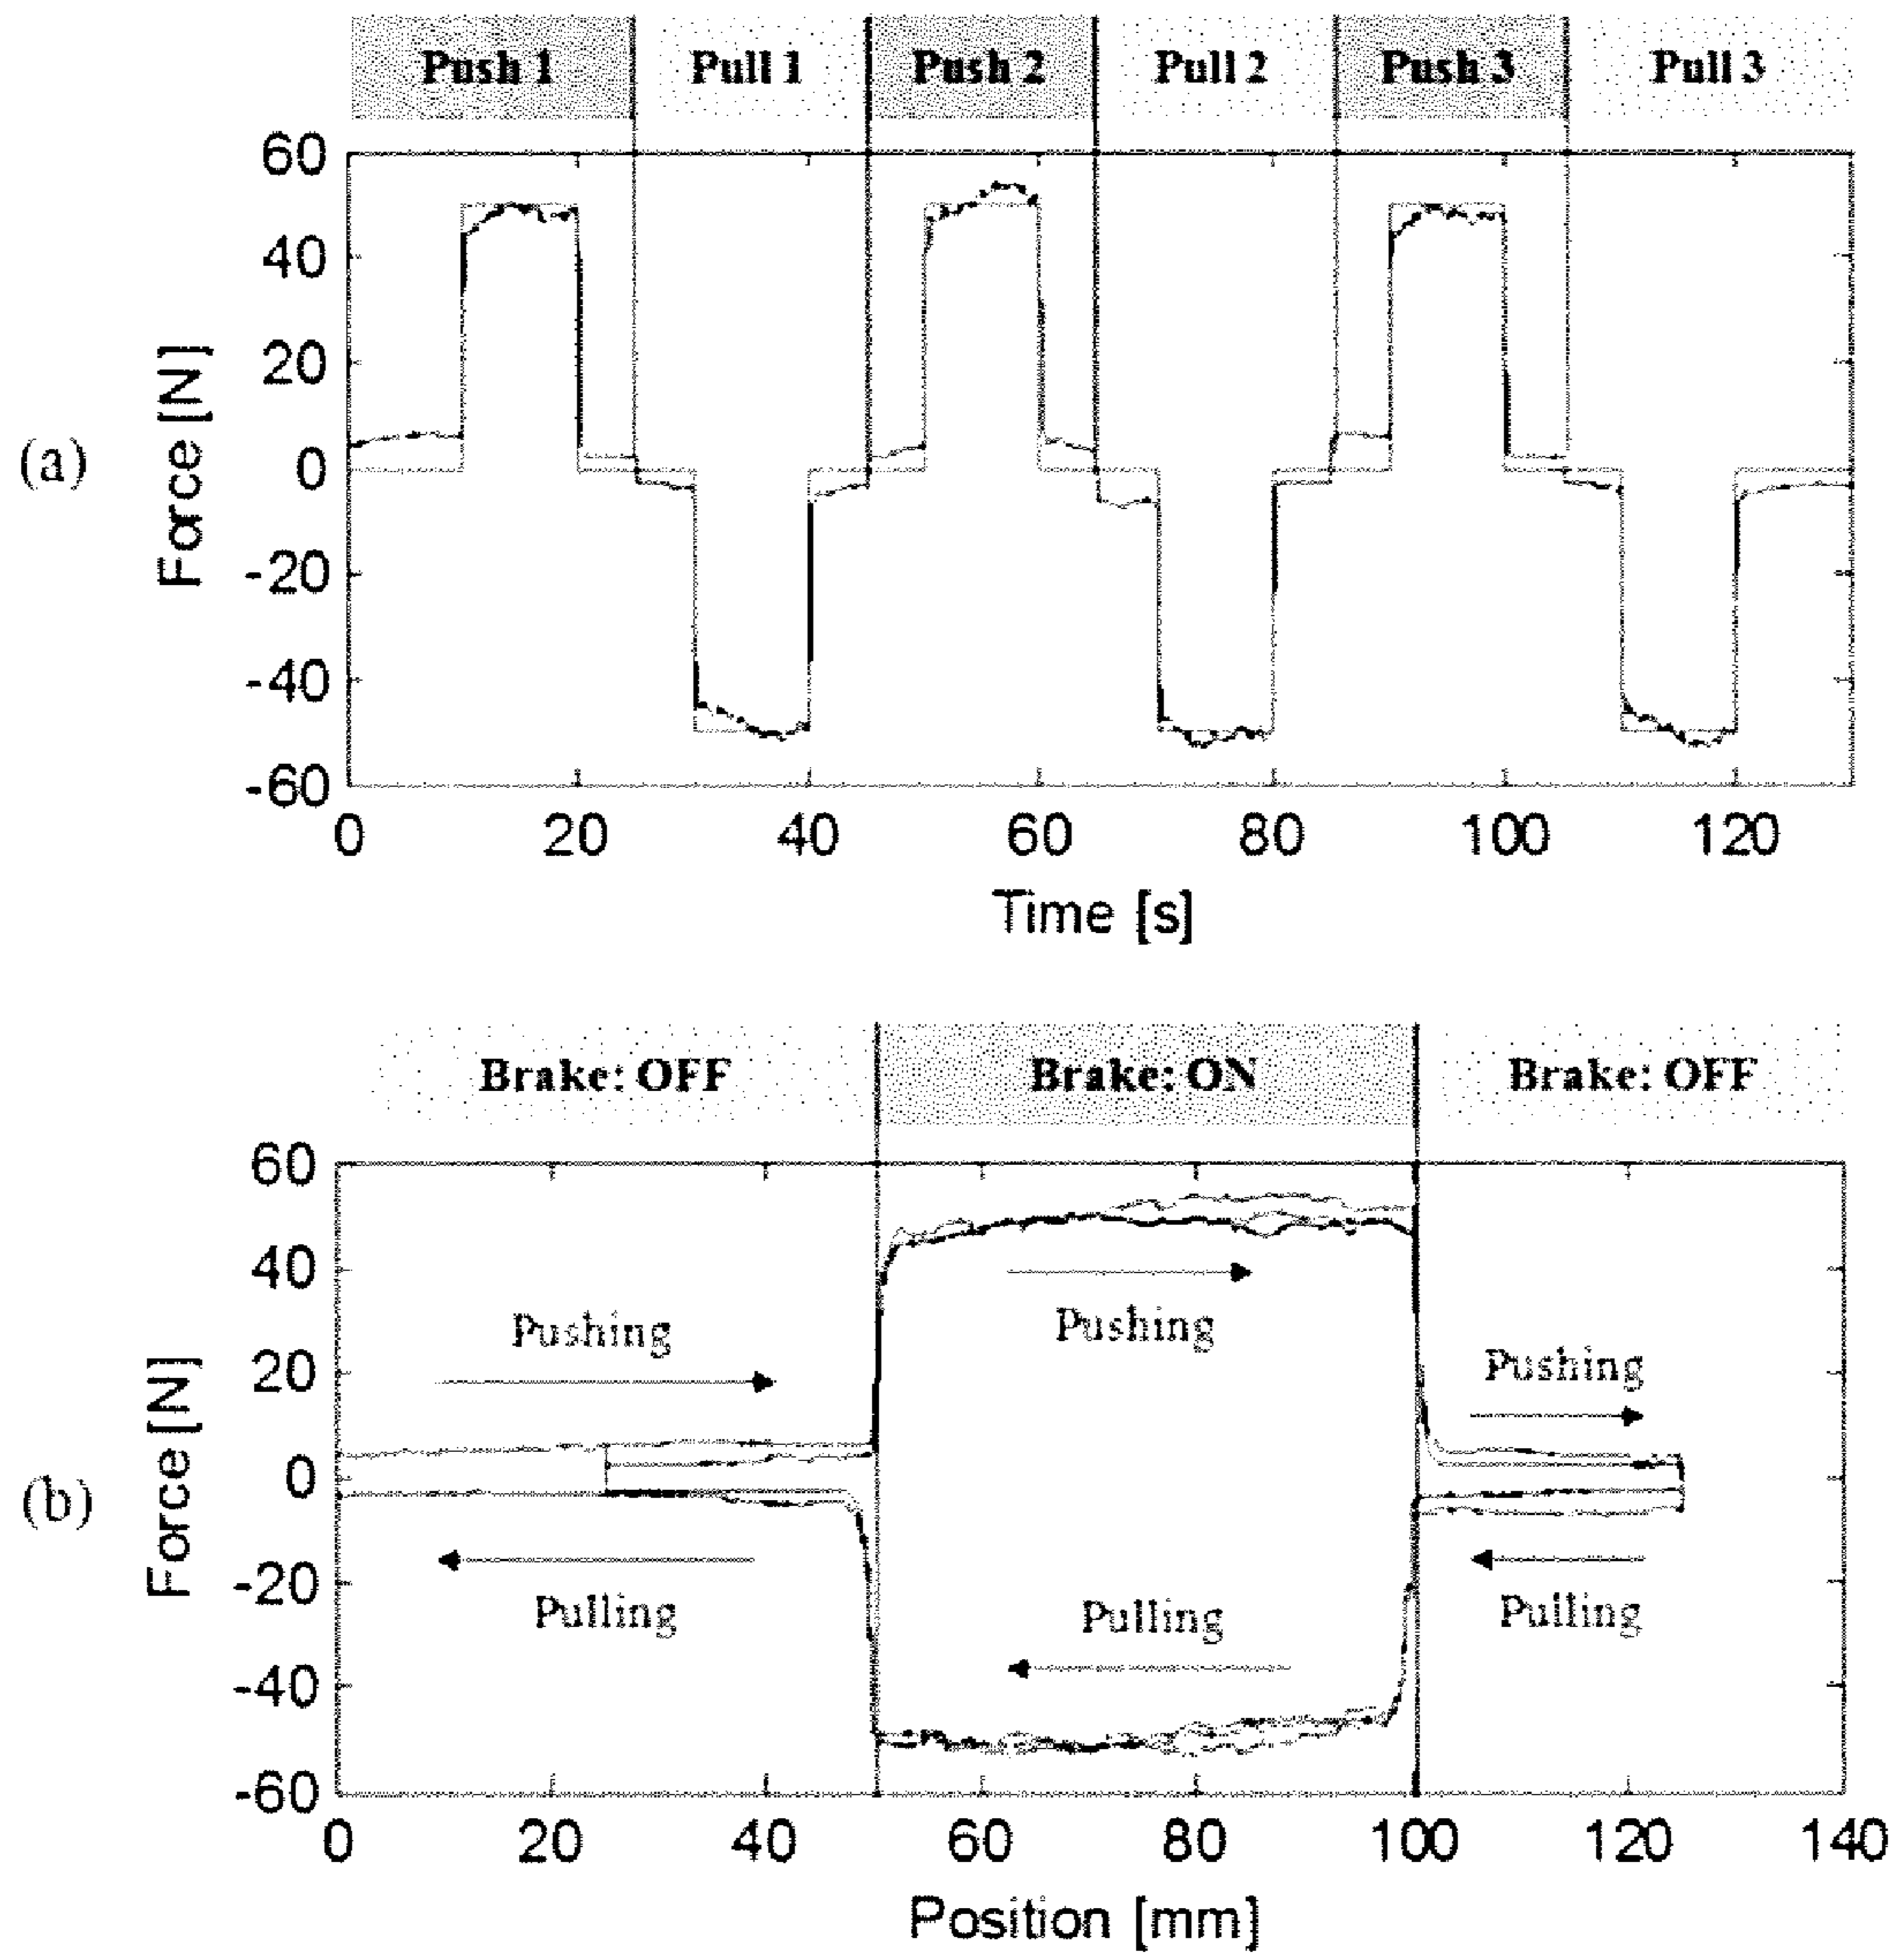 Push 1 Pull 1 Push 2 Pull 2 Push 3 Pull 3
60
40
20
0
-20
-40
-60
Force [N]
(a)
0 20 40 60 80 100 120
Time [s]
Brake: OFF Brake: ON Brake: OFF
60
40
20
0
-20
-40
-60
Force [N]
(b)
Pushing Pushing Pushing
Pulling Pulling Pulling
0 20 40 60 80 100 120 140
Position [mm]